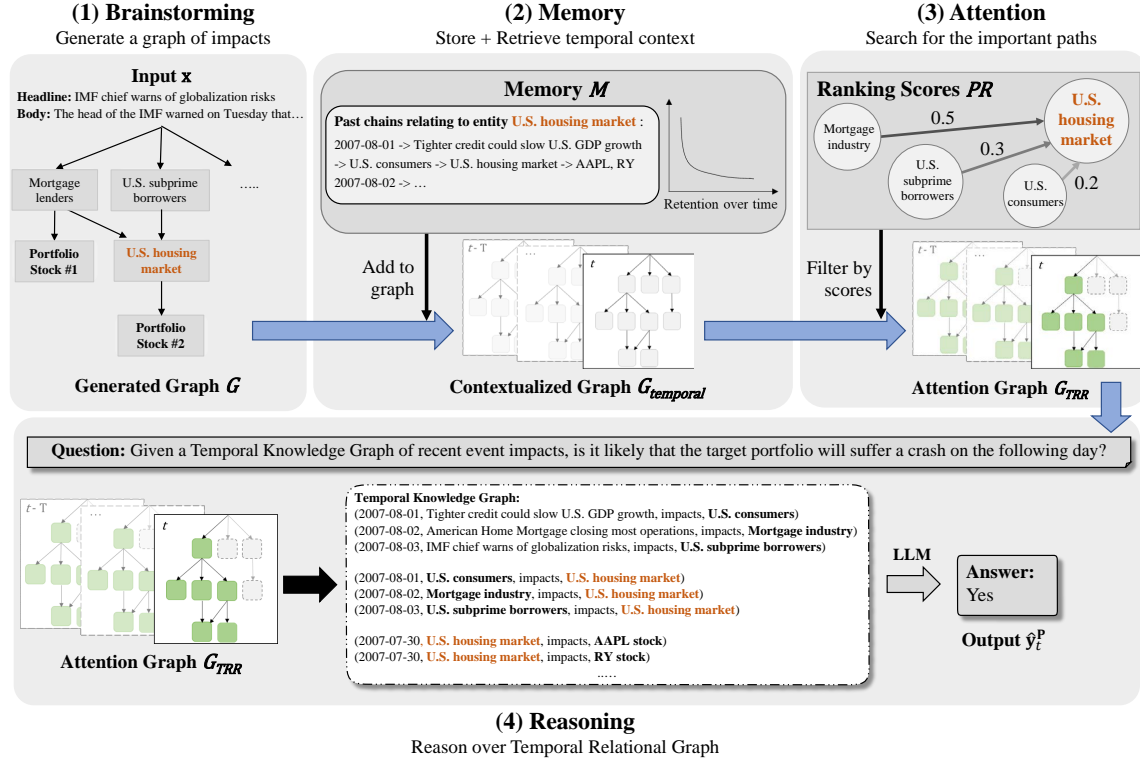 (1) Brainstorming
Generate a graph of impacts
Input x
Headline: IMF chief warns of globalization risks
Body: The head of the IMF warned on Tuesday that…
Mortgage
lenders
U.S. subprime
borrowers
.....
Portfolio
Stock #1
U.S. housing
market
Portfolio
Stock #2
Generated Graph G
(2) Memory
Store + Retrieve temporal context
Memory M
Past chains relating to entity U.S. housing market :
2007-08-01 -> Tighter credit could slow U.S. GDP growth
-> U.S. consumers -> U.S. housing market -> AAPL, RY
2007-08-02 -> …
Retention over time
Add to
graph
t - T
...
t
Contextualized Graph G_temporal
(3) Attention
Search for the important paths
Ranking Scores PR
U.S.
housing
market
Mortgage
industry
0.5
U.S.
subprime
borrowers
0.3
U.S.
consumers
0.2
Filter by
scores
t - T
...
t
Attention Graph G_TRR
Question: Given a Temporal Knowledge Graph of recent event impacts, is it likely that the target portfolio will suffer a crash on the following day?
t - T
...
t
Attention Graph G_TRR
Temporal Knowledge Graph:
(2007-08-01, Tighter credit could slow U.S. GDP growth, impacts, U.S. consumers)
(2007-08-02, American Home Mortgage closing most operations, impacts, Mortgage industry)
(2007-08-03, IMF chief warns of globalization risks, impacts, U.S. subprime borrowers)
(2007-08-01, U.S. consumers, impacts, U.S. housing market)
(2007-08-02, Mortgage industry, impacts, U.S. housing market)
(2007-08-03, U.S. subprime borrowers, impacts, U.S. housing market)
(2007-07-30, U.S. housing market, impacts, AAPL stock)
(2007-07-30, U.S. housing market, impacts, RY stock)
.....
LLM
Answer:
Yes
Output ŷ_t^P
(4) Reasoning
Reason over Temporal Relational Graph